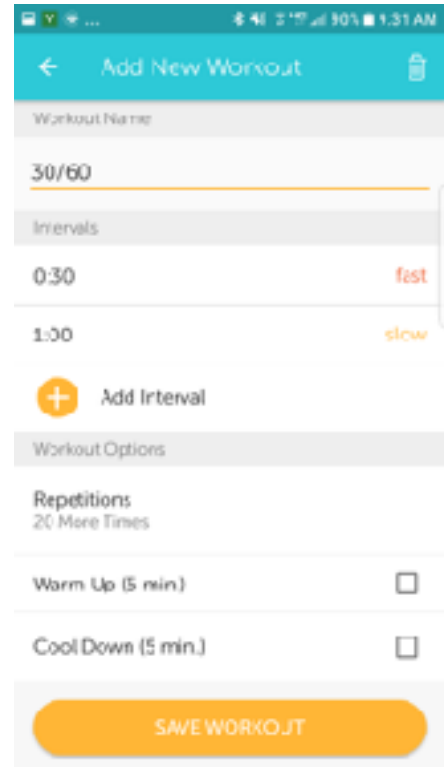 ... 90% 1:31 AM
Add New Workout
Workout Name
30/60
Intervals
0:30 fast
1:00 slow
Add Interval
Workout Options
Repetitions
20 More Times
Warm Up (5 min.)
Cool Down (5 min.)
SAVE WORKOUT